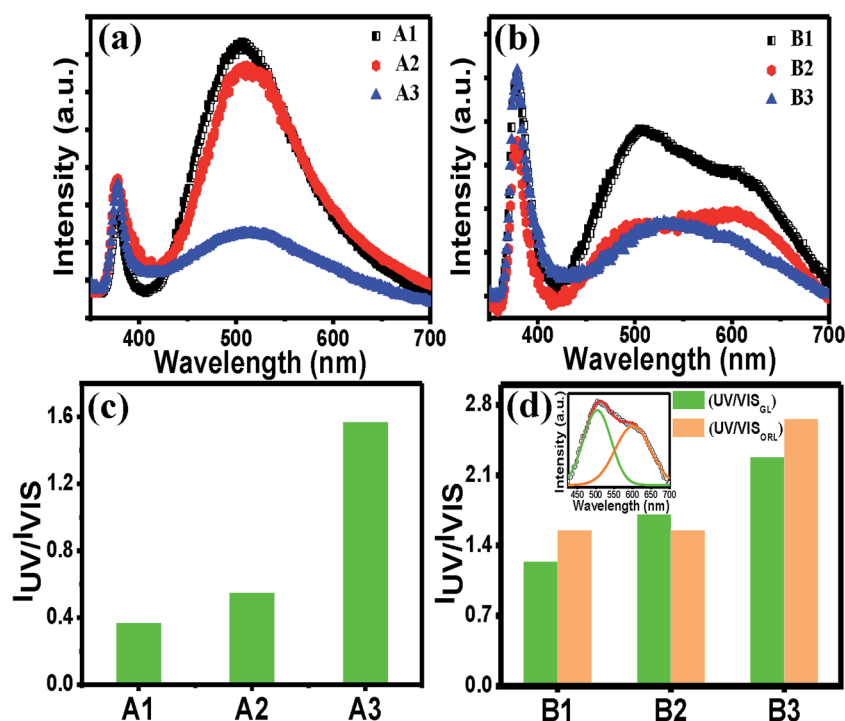 (a)
A1
A2
A3
Intensity (a.u.)
400 500 600 700
Wavelength (nm)
(b)
B1
B2
B3
Intensity (a.u.)
400 500 600 700
Wavelength (nm)
(c)
1.6
1.2
0.8
0.4
0.0
IUV/IVIS
A1 A2 A3
(d)
2.8
2.1
1.4
0.7
0.0
IUV/IVIS
(UV/VISGL)
(UV/VISORL)
Intensity (a.u.)
450 500 550 600 650 700
Wavelength (nm)
B1 B2 B3